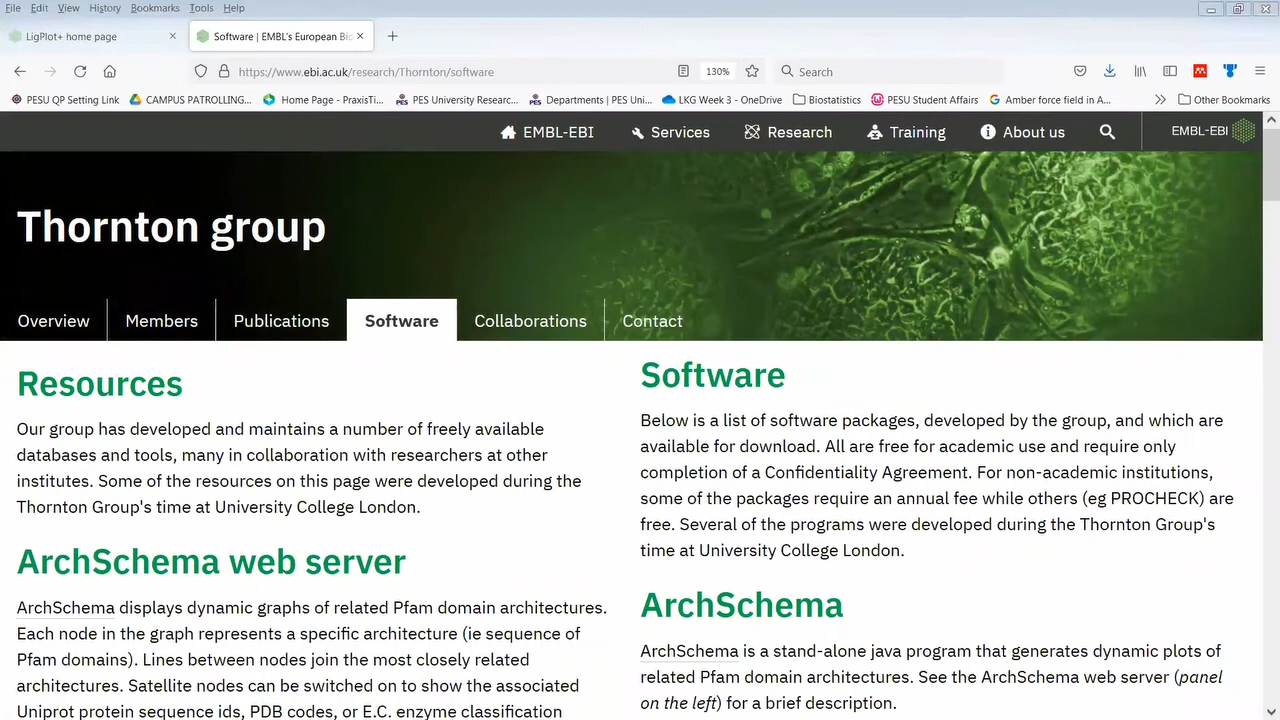 File Edit View History Bookmarks Tools Help
LigPlot+ home page
Software | EMBL's European Bio
https://www.ebi.ac.uk/research/Thornton/software
130%
Search
PESU QP Setting Link
CAMPUS PATROLLING...
Home Page - PraxisTi...
PES University Researc...
Departments | PES Uni...
LKG Week 3 - OneDrive
Biostatistics
PESU Student Affairs
Amber force field in A...
Other Bookmarks
EMBL-EBI
Services
Research
Training
About us
EMBL-EBI
Thornton group
Overview
Members
Publications
Software
Collaborations
Contact
Resources
Our group has developed and maintains a number of freely available
databases and tools, many in collaboration with researchers at other
institutes. Some of the resources on this page were developed during the
Thornton Group's time at University College London.
ArchSchema web server
ArchSchema displays dynamic graphs of related Pfam domain architectures.
Each node in the graph represents a specific architecture (ie sequence of
Pfam domains). Lines between nodes join the most closely related
architectures. Satellite nodes can be switched on to show the associated
Uniprot protein sequence ids, PDB codes, or E.C. enzyme classification
Software
Below is a list of software packages, developed by the group, and which are
available for download. All are free for academic use and require only
completion of a Confidentiality Agreement. For non-academic institutions,
some of the packages require an annual fee while others (eg PROCHECK) are
free. Several of the programs were developed during the Thornton Group's
time at University College London.
ArchSchema
ArchSchema is a stand-alone java program that generates dynamic plots of
related Pfam domain architectures. See the ArchSchema web server (panel
on the left) for a brief description.